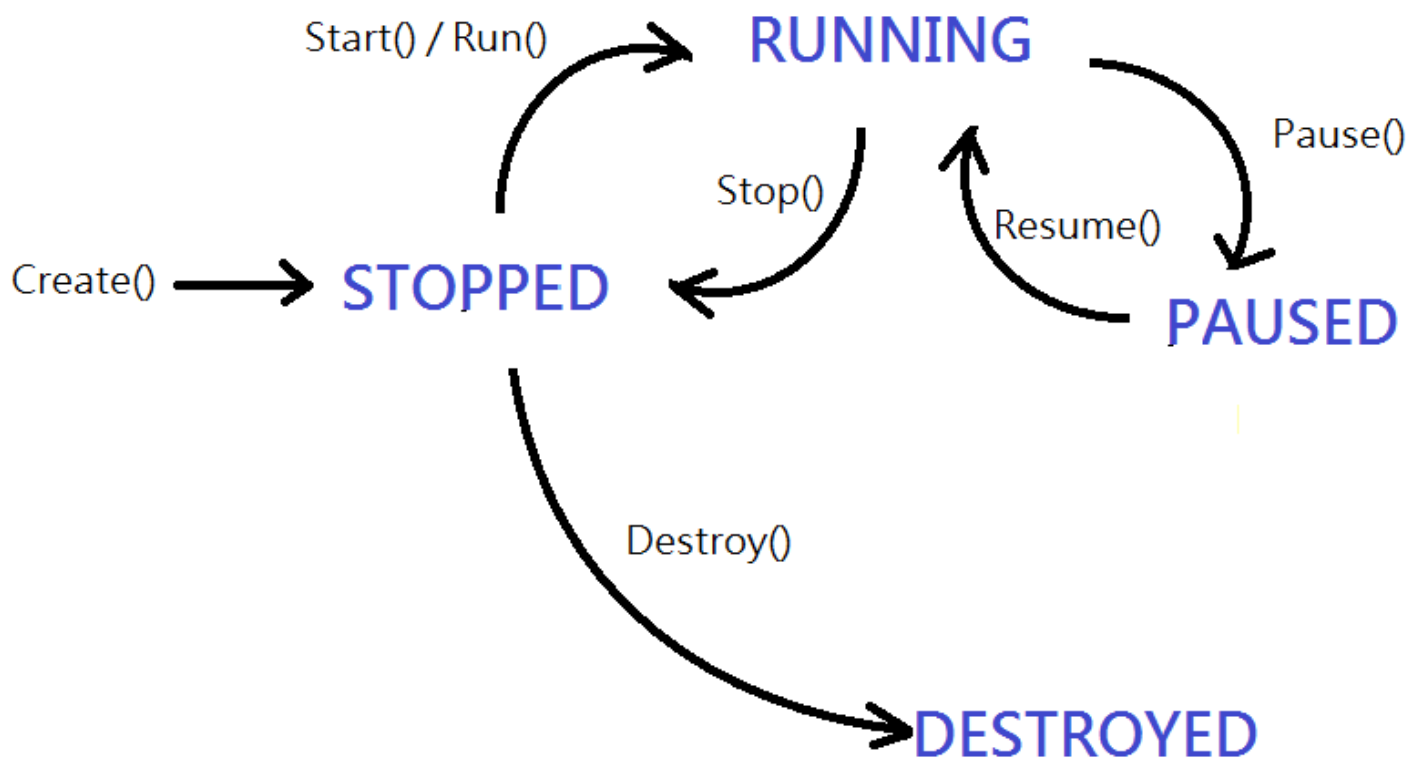 Start() / Run()
RUNNING
Pause()
Stop()
Resume()
Create()
STOPPED
PAUSED
Destroy()
DESTROYED